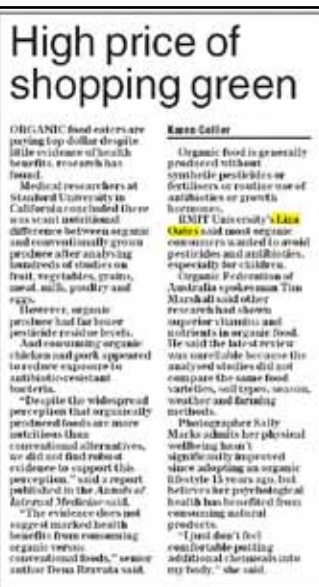 High price of
shopping green
ORGANIC food eaters are
paying top dollar despite
little evidence of health
benefits, research has
found.
Medical researchers at
Stanford University in
California concluded there
was scant nutritional
difference between organic
and conventionally grown
produce after analysing
hundreds of studies on
fruit, vegetables, grains,
meat, milk, poultry and
eggs.
However, organic
produce had far lower
pesticide residue levels.
And consuming organic
chicken and pork appeared
to reduce exposure to
antibiotic-resistant
bacteria.
"Despite the widespread
perception that organically
produced foods are more
nutritious than
conventional alternatives,
we did not find robust
evidence to support this
perception," said a report
published in the Annals of
Internal Medicine said.
"The evidence does not
suggest marked health
benefits from consuming
organic versus
conventional foods," senior
author Dena Bravata said.
Karen Collier
Organic food is generally
produced without
synthetic pesticides or
fertilisers or routine use of
antibiotics or growth
hormones.
RMIT University's Liza
Oates said most organic
consumers wanted to avoid
pesticides and antibiotics,
especially for children.
Organic Federation of
Australia spokesman Tim
Marshall said other
research had shown
superior vitamins and
nutrients in organic food.
He said the latest review
was unreliable because the
analysed studies did not
compare the same food
varieties, soil types, season,
weather and farming
methods.
Photographer Sally
Marks admits her physical
wellbeing hasn't
significantly improved
since adopting an organic
lifestyle 15 years ago, but
believes her psychological
health has benefited from
consuming natural
products.
"I just don't feel
comfortable putting
additional chemicals into
my body," she said.